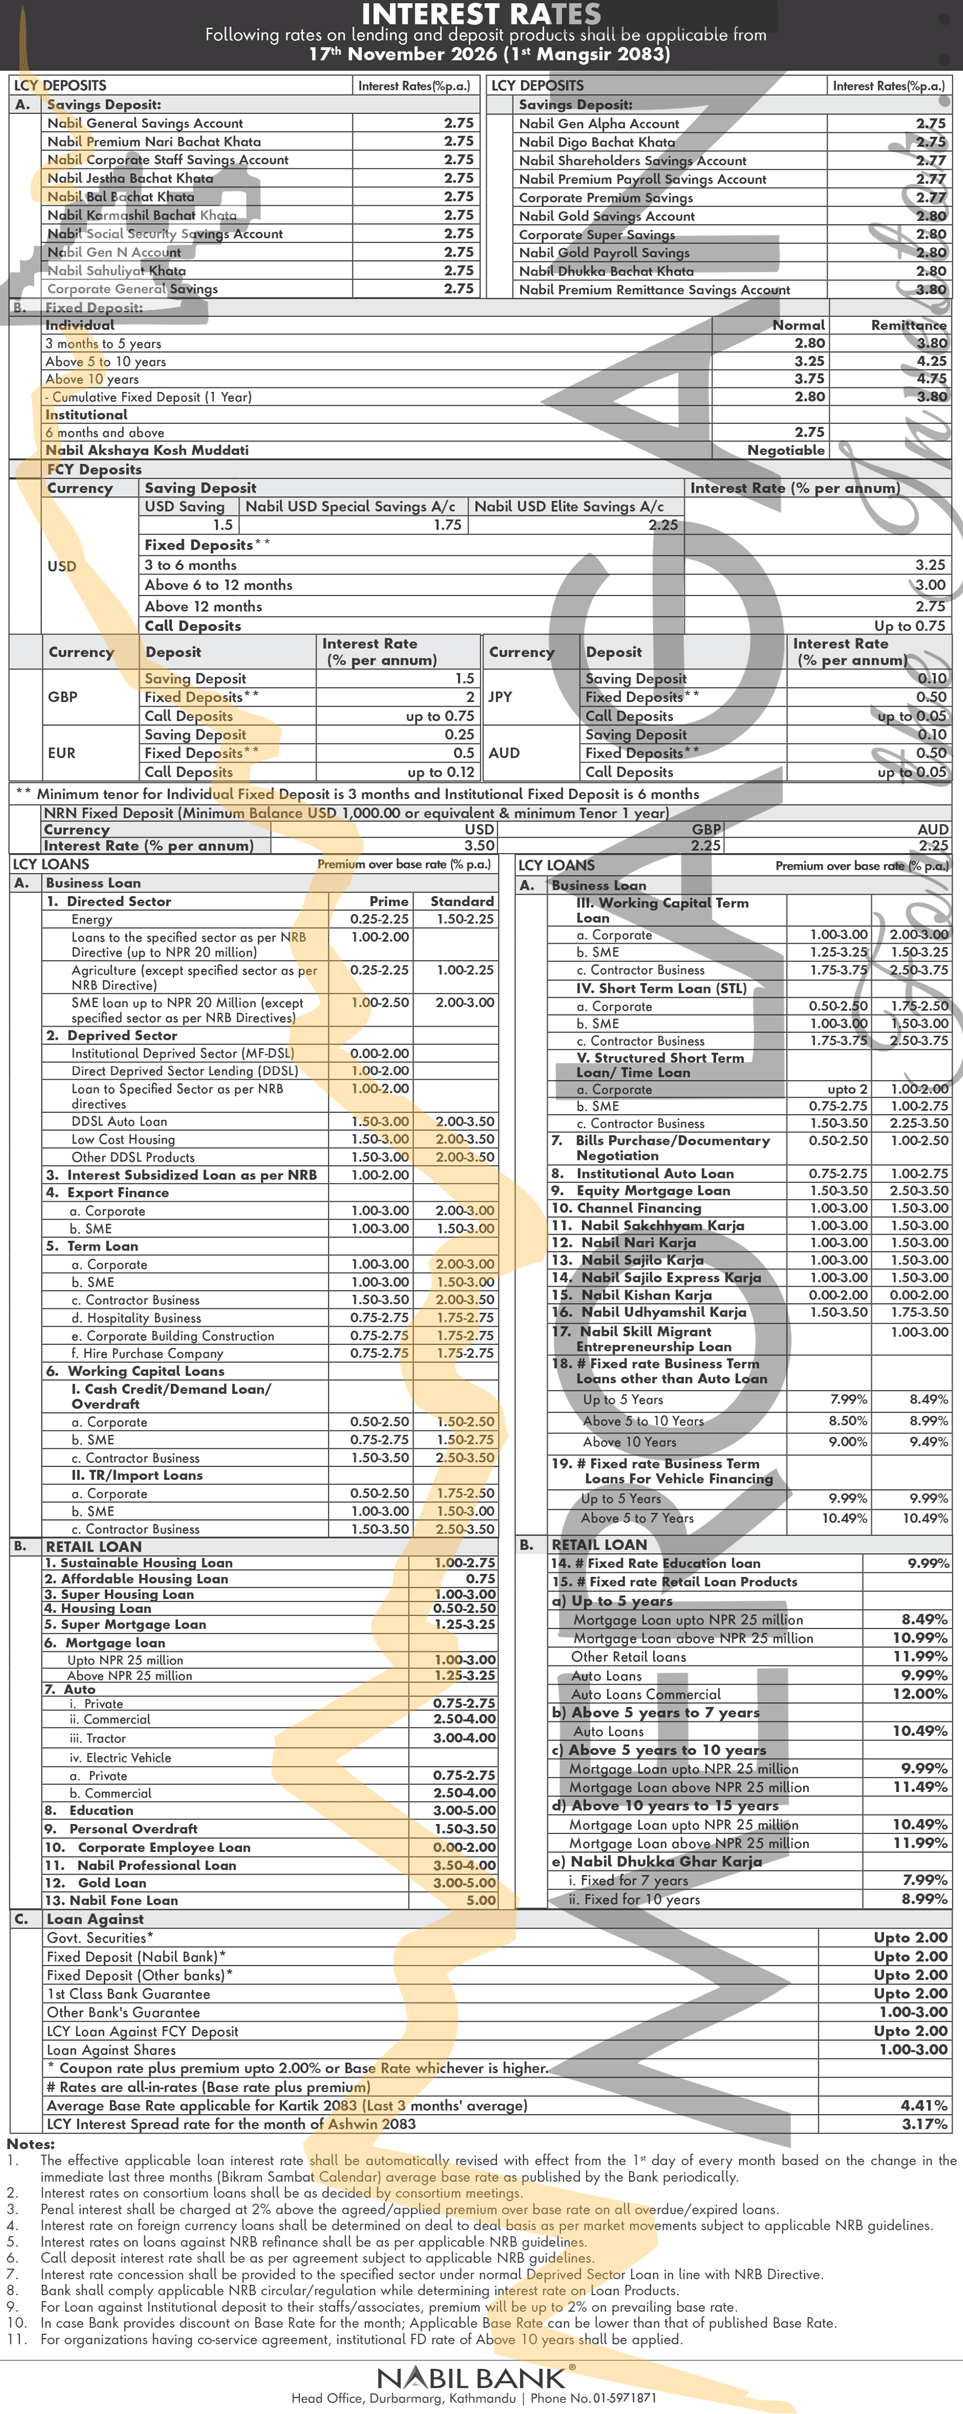 INTEREST RATES
Following rates on lending and deposit products shall be applicable from
17th November 2026 (1st Mangsir 2083)
LCY DEPOSITS Interest Rates(%p.a.)
A. Savings Deposit:
Nabil General Savings Account 2.75
Nabil Premium Nari Bachat Khata 2.75
Nabil Corporate Staff Savings Account 2.75
Nabil Jestha Bachat Khata 2.75
Nabil Bal Bachat Khata 2.75
Nabil Karmashil Bachat Khata 2.75
Nabil Social Security Savings Account 2.75
Nabil Gen N Account 2.75
Nabil Sahuliyat Khata 2.75
Corporate General Savings 2.75
LCY DEPOSITS Interest Rates(%p.a.)
Savings Deposit:
Nabil Gen Alpha Account 2.75
Nabil Digo Bachat Khata 2.75
Nabil Shareholders Savings Account 2.77
Nabil Premium Payroll Savings Account 2.77
Corporate Premium Savings 2.77
Nabil Gold Savings Account 2.80
Corporate Super Savings 2.80
Nabil Gold Payroll Savings 2.80
Nabil Dhukka Bachat Khata 2.80
Nabil Premium Remittance Savings Account 3.80
B. Fixed Deposit:
Individual Normal Remittance
3 months to 5 years 2.80 3.80
Above 5 to 10 years 3.25 4.25
Above 10 years 3.75 4.75
- Cumulative Fixed Deposit (1 Year) 2.80 3.80
Institutional
6 months and above 2.75
Nabil Akshaya Kosh Muddati Negotiable
FCY Deposits
Currency Saving Deposit Interest Rate (% per annum)
USD Saving Nabil USD Special Savings A/c Nabil USD Elite Savings A/c
1.5 1.75 2.25
Fixed Deposits**
USD 3 to 6 months 3.25
Above 6 to 12 months 3.00
Above 12 months 2.75
Call Deposits Up to 0.75
Currency Deposit Interest Rate (% per annum)
GBP Saving Deposit 1.5
Fixed Deposits** 2
Call Deposits up to 0.75
EUR Saving Deposit 0.25
Fixed Deposits** 0.5
Call Deposits up to 0.12
Currency Deposit Interest Rate (% per annum)
JPY Saving Deposit 0.10
Fixed Deposits** 0.50
Call Deposits up to 0.05
AUD Saving Deposit 0.10
Fixed Deposits** 0.50
Call Deposits up to 0.05
** Minimum tenor for Individual Fixed Deposit is 3 months and Institutional Fixed Deposit is 6 months
NRN Fixed Deposit (Minimum Balance USD 1,000.00 or equivalent & minimum Tenor 1 year)
Currency USD GBP AUD
Interest Rate (% per annum) 3.50 2.25 2.25
LCY LOANS Premium over base rate (% p.a.)
A. Business Loan
1. Directed Sector Prime Standard
Energy 0.25-2.25 1.50-2.25
Loans to the specified sector as per NRB 1.00-2.00
Directive (up to NPR 20 million)
Agriculture (except specified sector as per 0.25-2.25 1.00-2.25
NRB Directive)
SME loan up to NPR 20 Million (except 1.00-2.50 2.00-3.00
specified sector as per NRB Directives)
2. Deprived Sector
Institutional Deprived Sector (MF-DSL) 0.00-2.00
Direct Deprived Sector Lending (DDSL) 1.00-2.00
Loan to Specified Sector as per NRB 1.00-2.00
directives
DDSL Auto Loan 1.50-3.00 2.00-3.50
Low Cost Housing 1.50-3.00 2.00-3.50
Other DDSL Products 1.50-3.00 2.00-3.50
3. Interest Subsidized Loan as per NRB 1.00-2.00
4. Export Finance
a. Corporate 1.00-3.00 2.00-3.00
b. SME 1.00-3.00 1.50-3.00
5. Term Loan
a. Corporate 1.00-3.00 2.00-3.00
b. SME 1.00-3.00 1.50-3.00
c. Contractor Business 1.50-3.50 2.00-3.50
d. Hospitality Business 0.75-2.75 1.75-2.75
e. Corporate Building Construction 0.75-2.75 1.75-2.75
f. Hire Purchase Company 0.75-2.75 1.75-2.75
6. Working Capital Loans
I. Cash Credit/Demand Loan/
Overdraft
a. Corporate 0.50-2.50 1.50-2.50
b. SME 0.75-2.75 1.50-2.75
c. Contractor Business 1.50-3.50 2.50-3.50
II. TR/Import Loans
a. Corporate 0.50-2.50 1.75-2.50
b. SME 1.00-3.00 1.50-3.00
c. Contractor Business 1.50-3.50 2.50-3.50
LCY LOANS Premium over base rate (% p.a.)
A. Business Loan
III. Working Capital Term
Loan
a. Corporate 1.00-3.00 2.00-3.00
b. SME 1.25-3.25 1.50-3.25
c. Contractor Business 1.75-3.75 2.50-3.75
IV. Short Term Loan (STL)
a. Corporate 0.50-2.50 1.75-2.50
b. SME 1.00-3.00 1.50-3.00
c. Contractor Business 1.75-3.75 2.50-3.75
V. Structured Short Term
Loan/ Time Loan
a. Corporate upto 2 1.00-2.00
b. SME 0.75-2.75 1.00-2.75
c. Contractor Business 1.50-3.50 2.25-3.50
7. Bills Purchase/Documentary 0.50-2.50 1.00-2.50
Negotiation
8. Institutional Auto Loan 0.75-2.75 1.00-2.75
9. Equity Mortgage Loan 1.50-3.50 2.50-3.50
10. Channel Financing 1.00-3.00 1.50-3.00
11. Nabil Sakchhyam Karja 1.00-3.00 1.50-3.00
12. Nabil Nari Karja 1.00-3.00 1.50-3.00
13. Nabil Sajilo Karja 1.00-3.00 1.50-3.00
14. Nabil Sajilo Express Karja 1.00-3.00 1.50-3.00
15. Nabil Kishan Karja 0.00-2.00 0.00-2.00
16. Nabil Udhyamshil Karja 1.50-3.50 1.75-3.50
17. Nabil Skill Migrant 1.00-3.00
Entrepreneurship Loan
18. # Fixed rate Business Term
Loans other than Auto Loan
Up to 5 Years 7.99% 8.49%
Above 5 to 10 Years 8.50% 8.99%
Above 10 Years 9.00% 9.49%
19. # Fixed rate Business Term
Loans For Vehicle Financing
Up to 5 Years 9.99% 9.99%
Above 5 to 7 Years 10.49% 10.49%
B. RETAIL LOAN
1. Sustainable Housing Loan 1.00-2.75
2. Affordable Housing Loan 0.75
3. Super Housing Loan 1.00-3.00
4. Housing Loan 0.50-2.50
5. Super Mortgage Loan 1.25-3.25
6. Mortgage loan
Upto NPR 25 million 1.00-3.00
Above NPR 25 million 1.25-3.25
7. Auto
i. Private 0.75-2.75
ii. Commercial 2.50-4.00
iii. Tractor 3.00-4.00
iv. Electric Vehicle
a. Private 0.75-2.75
b. Commercial 2.50-4.00
8. Education 3.00-5.00
9. Personal Overdraft 1.50-3.50
10. Corporate Employee Loan 0.00-2.00
11. Nabil Professional Loan 3.50-4.00
12. Gold Loan 3.00-5.00
13. Nabil Fone Loan 5.00
B. RETAIL LOAN
14. # Fixed Rate Education loan 9.99%
15. # Fixed rate Retail Loan Products
a) Up to 5 years
Mortgage Loan upto NPR 25 million 8.49%
Mortgage Loan above NPR 25 million 10.99%
Other Retail loans 11.99%
Auto Loans 9.99%
Auto Loans Commercial 12.00%
b) Above 5 years to 7 years
Auto Loans 10.49%
c) Above 5 years to 10 years
Mortgage Loan upto NPR 25 million 9.99%
Mortgage Loan above NPR 25 million 11.49%
d) Above 10 years to 15 years
Mortgage Loan upto NPR 25 million 10.49%
Mortgage Loan above NPR 25 million 11.99%
e) Nabil Dhukka Ghar Karja
i. Fixed for 7 years 7.99%
ii. Fixed for 10 years 8.99%
C. Loan Against
Govt. Securities* Upto 2.00
Fixed Deposit (Nabil Bank)* Upto 2.00
Fixed Deposit (Other banks)* Upto 2.00
1st Class Bank Guarantee Upto 2.00
Other Bank's Guarantee 1.00-3.00
LCY Loan Against FCY Deposit Upto 2.00
Loan Against Shares 1.00-3.00
* Coupon rate plus premium upto 2.00% or Base Rate whichever is higher.
# Rates are all-in-rates (Base rate plus premium)
Average Base Rate applicable for Kartik 2083 (Last 3 months' average) 4.41%
LCY Interest Spread rate for the month of Ashwin 2083 3.17%
Notes:
1. The effective applicable loan interest rate shall be automatically revised with effect from the 1st day of every month based on the change in the
immediate last three months (Bikram Sambat Calendar) average base rate as published by the Bank periodically.
2. Interest rates on consortium loans shall be as decided by consortium meetings.
3. Penal interest shall be charged at 2% above the agreed/applied premium over base rate on all overdue/expired loans.
4. Interest rate on foreign currency loans shall be determined on deal to deal basis as per market movements subject to applicable NRB guidelines.
5. Interest rates on loans against NRB refinance shall be as per applicable NRB guidelines.
6. Call deposit interest rate shall be as per agreement subject to applicable NRB guidelines.
7. Interest rate concession shall be provided to the specified sector under normal Deprived Sector Loan in line with NRB Directive.
8. Bank shall comply applicable NRB circular/regulation while determining interest rate on Loan Products.
9. For Loan against Institutional deposit to their staffs/associates, premium will be up to 2% on prevailing base rate.
10. In case Bank provides discount on Base Rate for the month; Applicable Base Rate can be lower than that of published Base Rate.
11. For organizations having co-service agreement, institutional FD rate of Above 10 years shall be applied.
NABIL BANK®
Head Office, Durbarmarg, Kathmandu | Phone No. 01-5971871
MERO LAGANI
For the Investor...